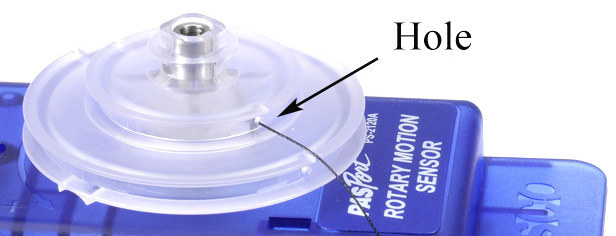 Hole
PS-2120A
PASPort
ROTARY MOTION
SENSOR